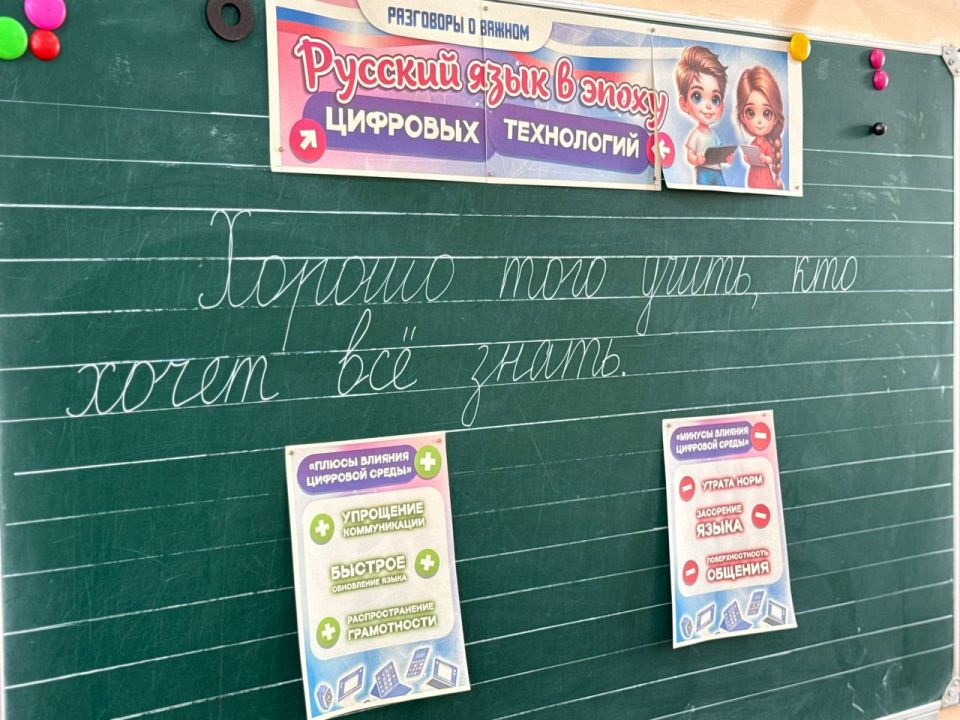 РАЗГОВОРЫ О ВАЖНОМ
Русский язык в эпоху
ЦИФРОВЫХ ТЕХНОЛОГИЙ
Хорошо того учить, кто
хочет всё знать.
«ПЛЮСЫ ВЛИЯНИЯ
ЦИФРОВОЙ СРЕДЫ»
УПРОЩЕНИЕ
КОММУНИКАЦИИ
БЫСТРОЕ
ОБНОВЛЕНИЕ ЯЗЫКА
РАСПРОСТРАНЕНИЕ
ГРАМОТНОСТИ
«МИНУСЫ ВЛИЯНИЯ
ЦИФРОВОЙ СРЕДЫ»
УТРАТА НОРМ
ЗАСОРЕНИЕ
ЯЗЫКА
ПОВЕРХНОСТНОСТЬ
ОБЩЕНИЯ